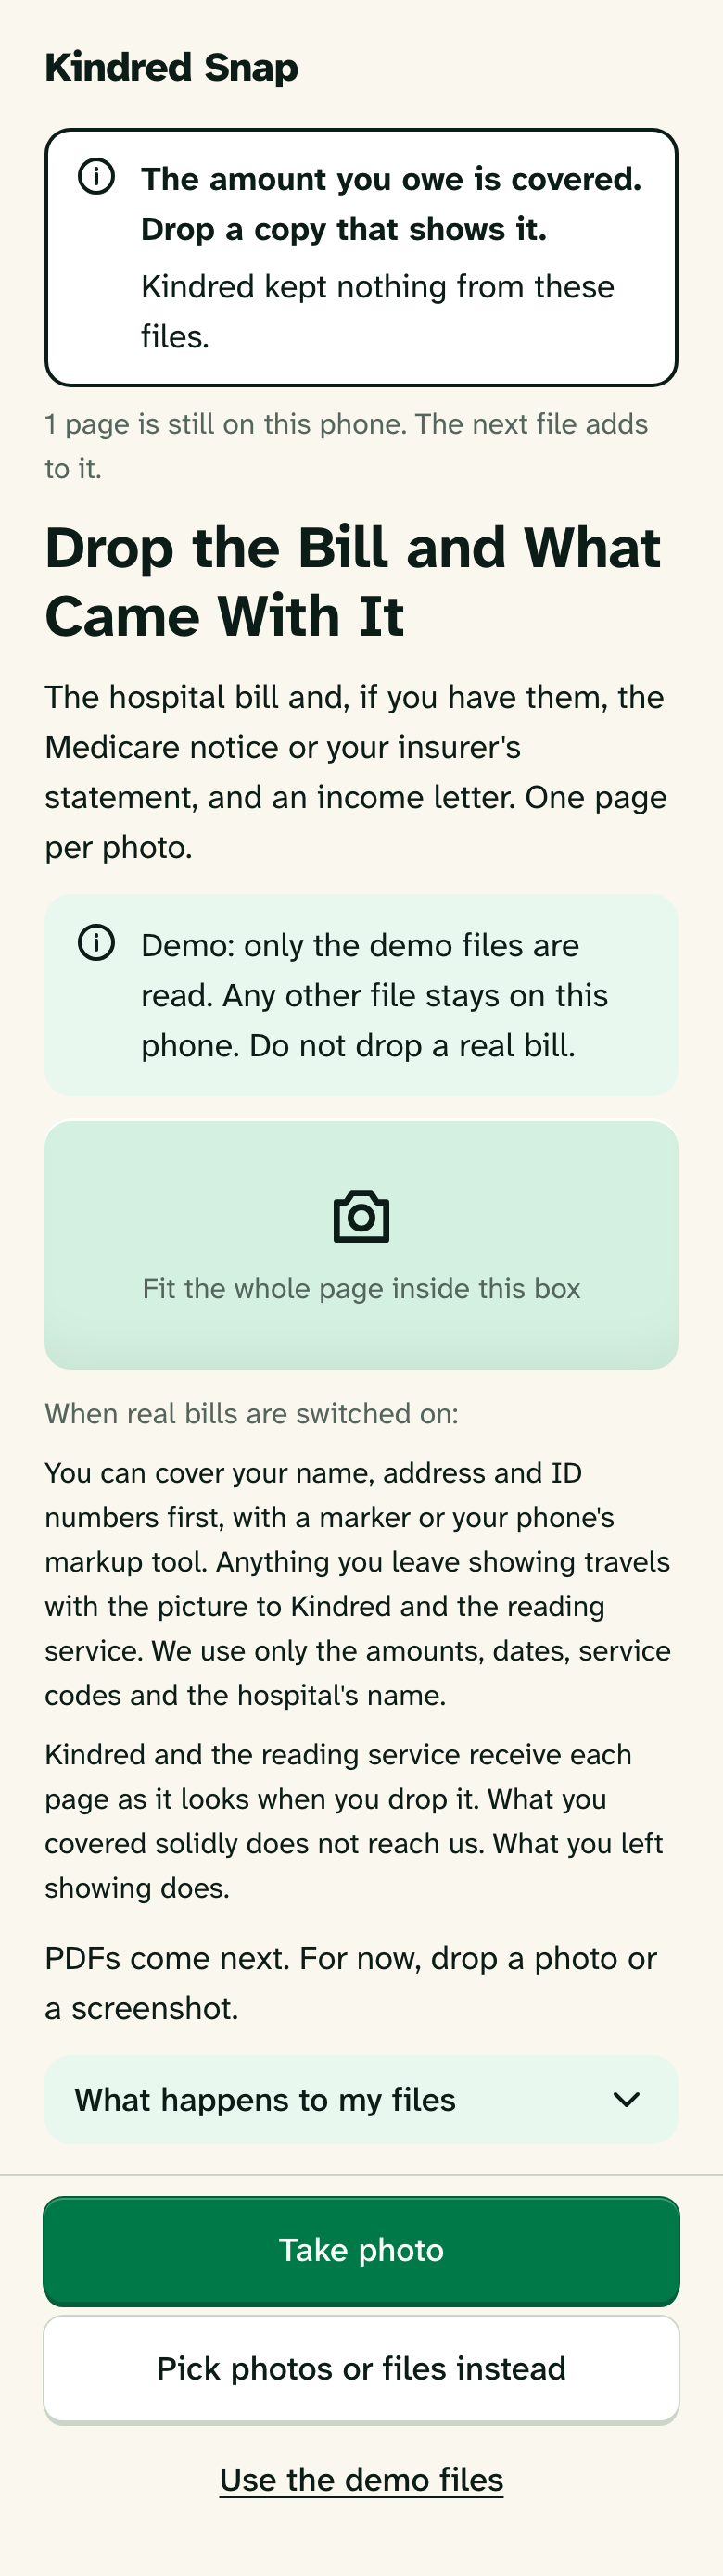 Kindred Snap
The amount you owe is covered.
Drop a copy that shows it.
Kindred kept nothing from these
files.
1 page is still on this phone. The next file adds
to it.
Drop the Bill and What
Came With It
The hospital bill and, if you have them, the
Medicare notice or your insurer's
statement, and an income letter. One page
per photo.
Demo: only the demo files are
read. Any other file stays on this
phone. Do not drop a real bill.
Fit the whole page inside this box
When real bills are switched on:
You can cover your name, address and ID
numbers first, with a marker or your phone's
markup tool. Anything you leave showing travels
with the picture to Kindred and the reading
service. We use only the amounts, dates, service
codes and the hospital's name.
Kindred and the reading service receive each
page as it looks when you drop it. What you
covered solidly does not reach us. What you left
showing does.
PDFs come next. For now, drop a photo or
a screenshot.
What happens to my files
Take photo
Pick photos or files instead
Use the demo files